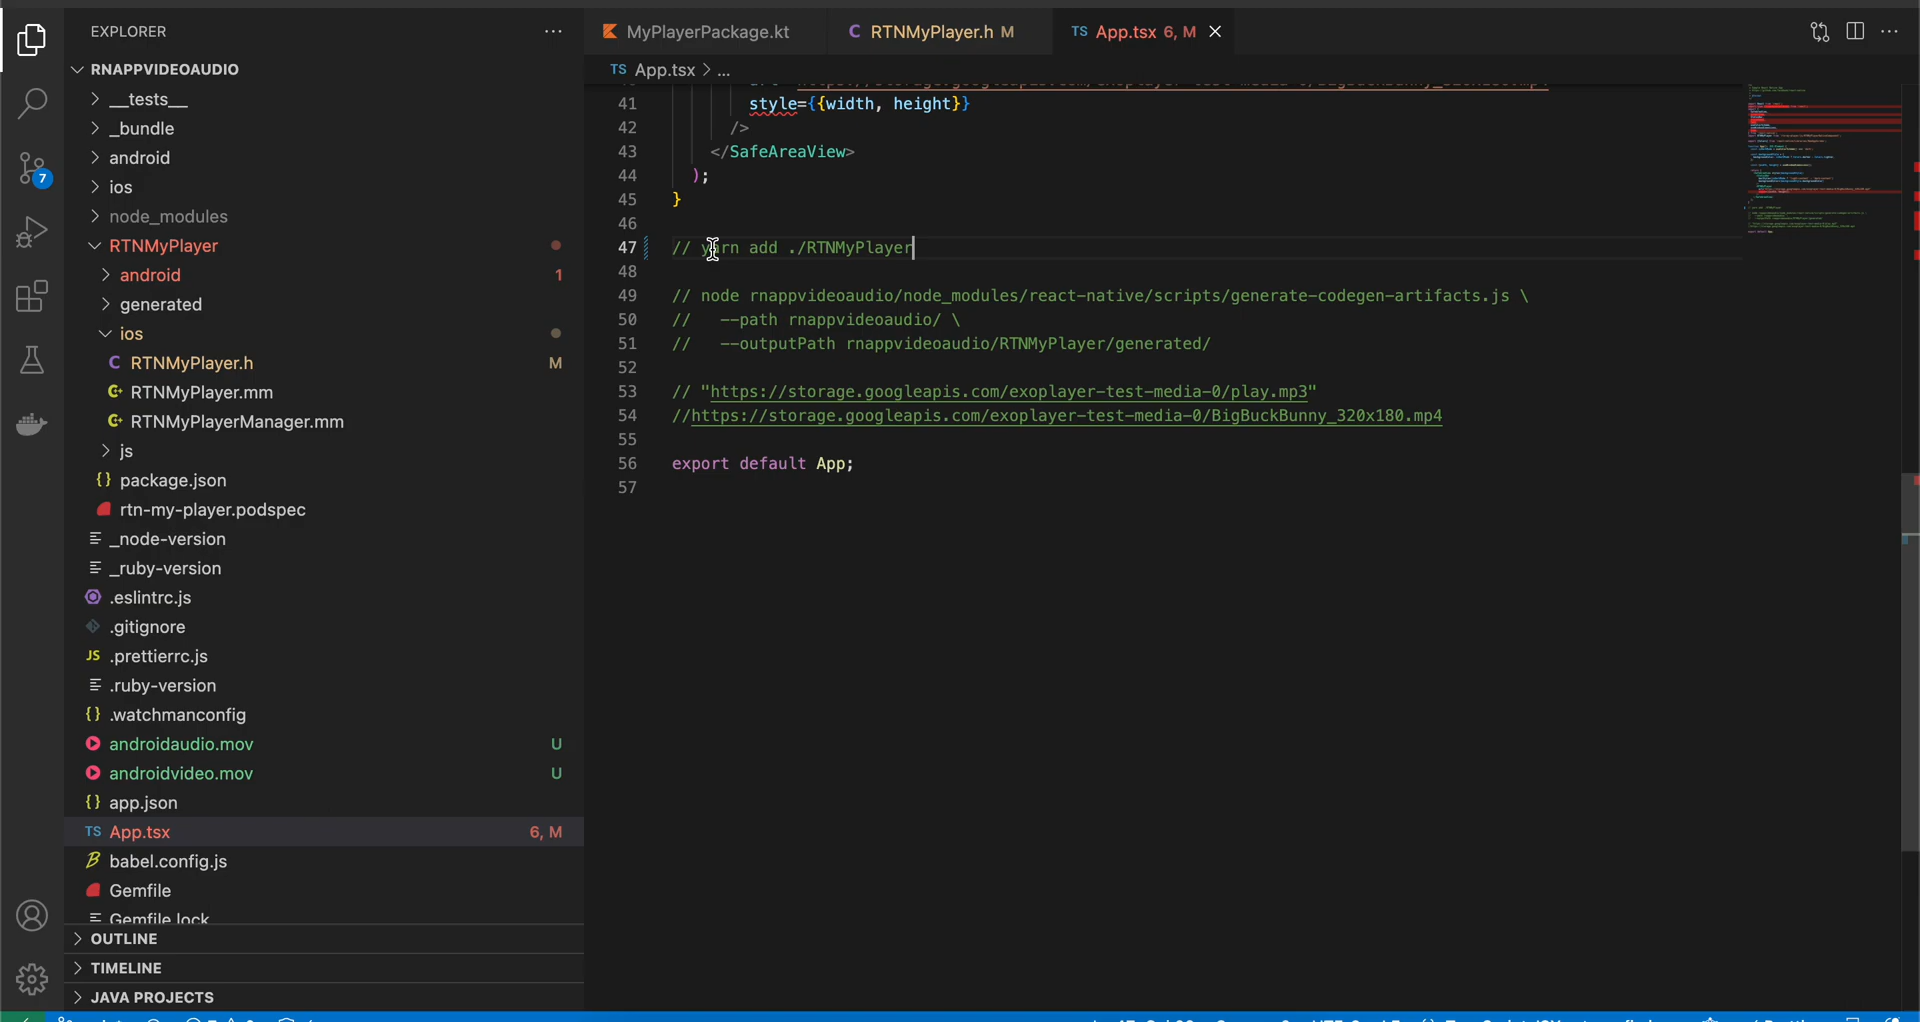 EXPLORER
RNAPPVIDEOAUDIO
__tests__
_bundle
android
ios
node_modules
RTNMyPlayer
android 1
generated
ios
RTNMyPlayer.h M
RTNMyPlayer.mm
RTNMyPlayerManager.mm
js
package.json
rtn-my-player.podspec
_node-version
_ruby-version
.eslintrc.js
.gitignore
.prettierrc.js
.ruby-version
.watchmanconfig
androidaudio.mov U
androidvideo.mov U
app.json
TS App.tsx 6, M
babel.config.js
Gemfile
Gemfile.lock
OUTLINE
TIMELINE
JAVA PROJECTS
7
MyPlayerPackage.kt
RTNMyPlayer.h M
TS App.tsx 6, M
TS App.tsx > ...
41 style={{width, height}}
42 />
43 </SafeAreaView>
44 );
45 }
46
47 // yarn add ./RTNMyPlayer
48
49 // node rnappvideoaudio/node_modules/react-native/scripts/generate-codegen-artifacts.js \
50 //   --path rnappvideoaudio/ \
51 //   --outputPath rnappvideoaudio/RTNMyPlayer/generated/
52
53 // "https://storage.googleapis.com/exoplayer-test-media-0/play.mp3"
54 //https://storage.googleapis.com/exoplayer-test-media-0/BigBuckBunny_320x180.mp4
55
56 export default App;
57